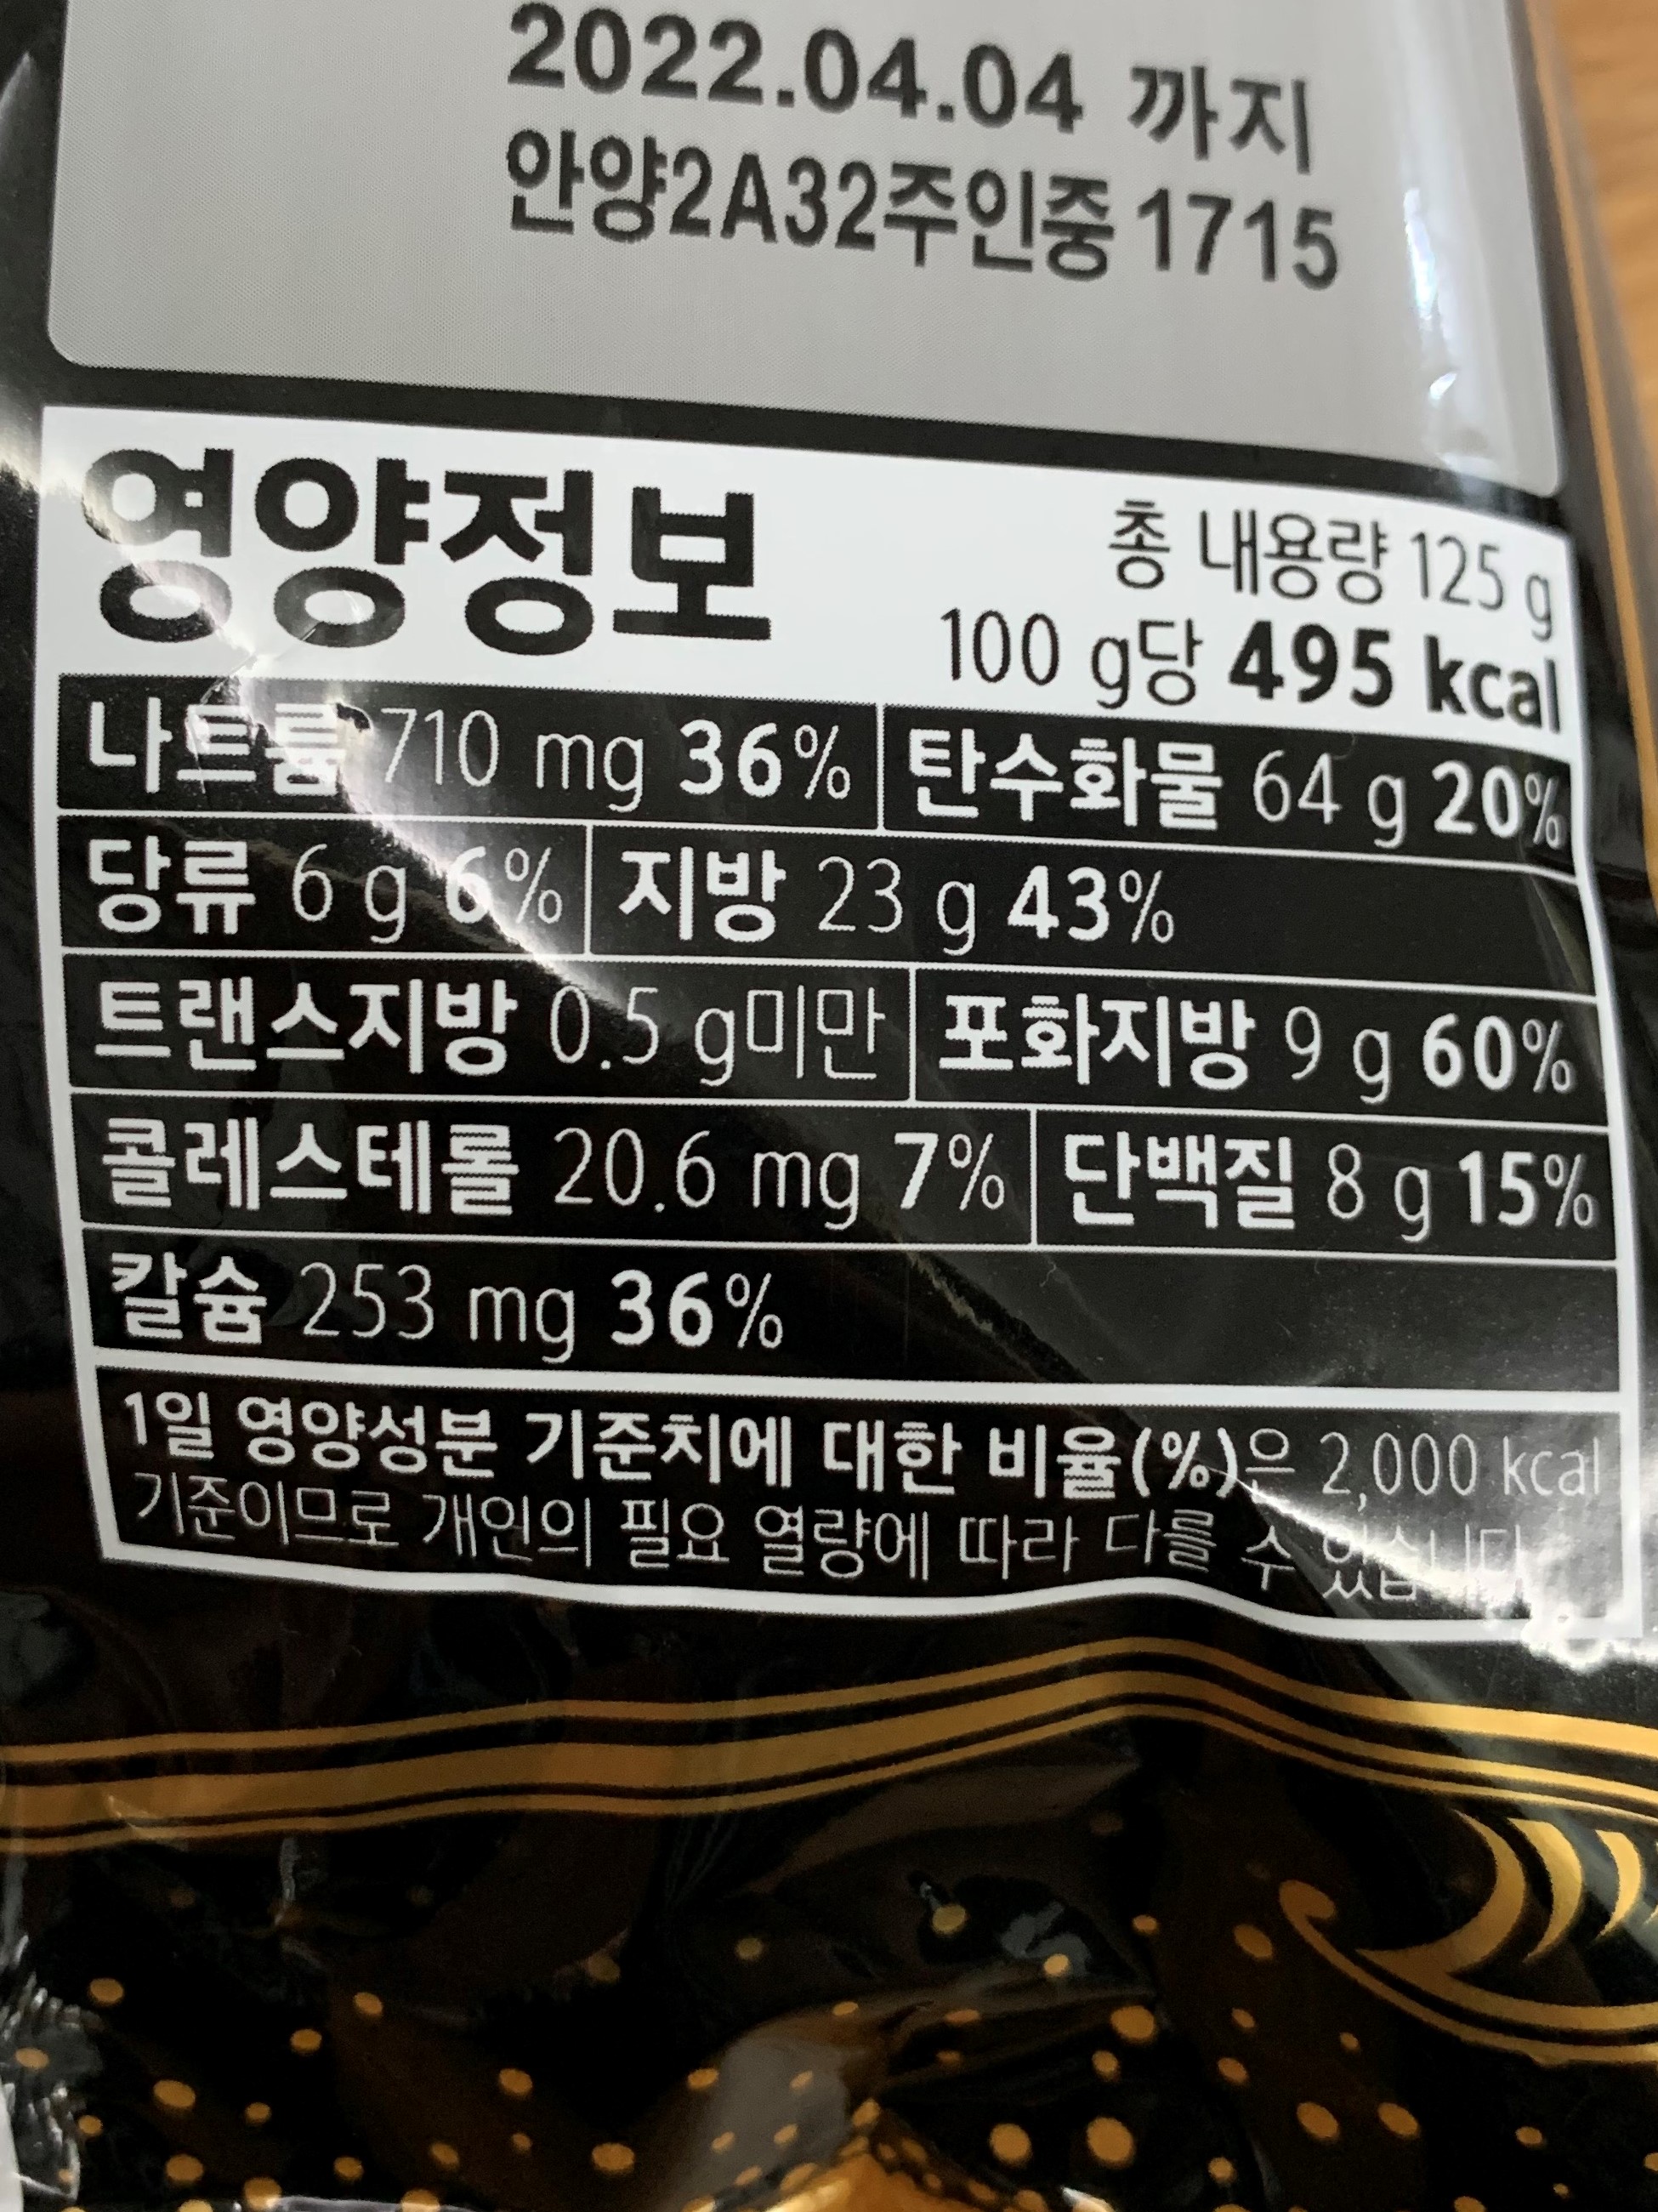 2022.04.04 까지
안양2A32주인중 1715
영양정보
총 내용량 125 g
100 g당 495 kcal
나트륨 710 mg 36% 탄수화물 64 g 20%
당류 6 g 6% 지방 23 g 43%
트랜스지방 0.5 g미만 포화지방 9 g 60%
콜레스테롤 20.6 mg 7% 단백질 8 g 15%
칼슘 253 mg 36%
1일 영양성분 기준치에 대한 비율(%)은 2,000 kcal
기준이므로 개인의 필요 열량에 따라 다를 수 있습니다